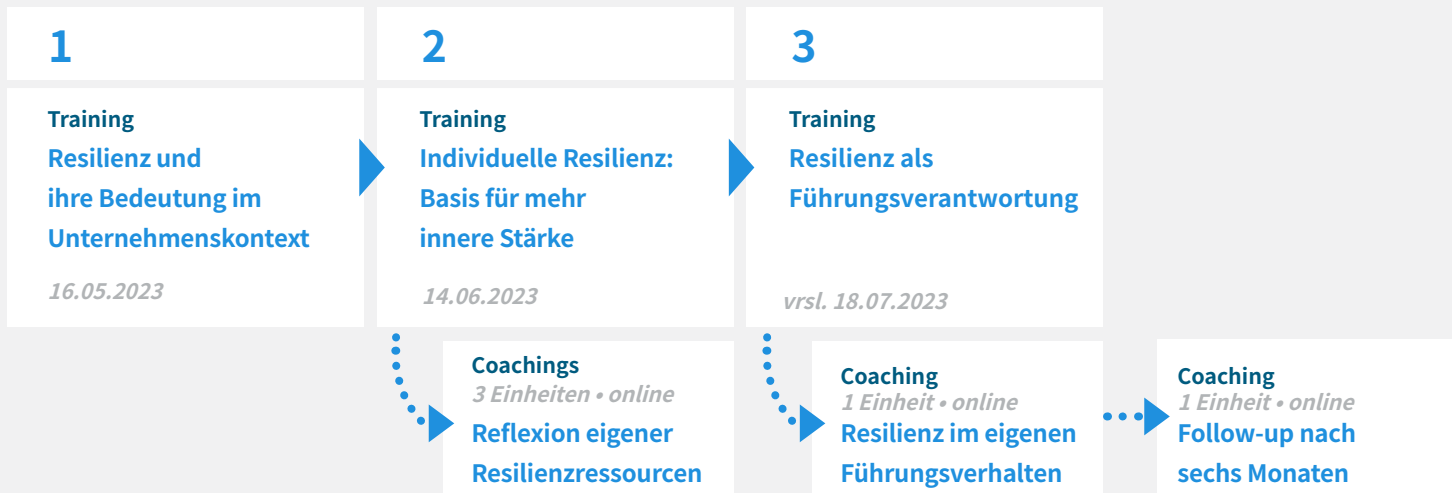 1
Training
Resilienz und
ihre Bedeutung im
Unternehmenskontext
16.05.2023
2
Training
Individuelle Resilienz:
Basis für mehr
innere Stärke
14.06.2023
3
Training
Resilienz als
Führungsverantwortung
vrsl. 18.07.2023
Coachings
3 Einheiten • online
Reflexion eigener
Resilienzressourcen
Coaching
1 Einheit • online
Resilienz im eigenen
Führungsverhalten
Coaching
1 Einheit • online
Follow-up nach
sechs Monaten